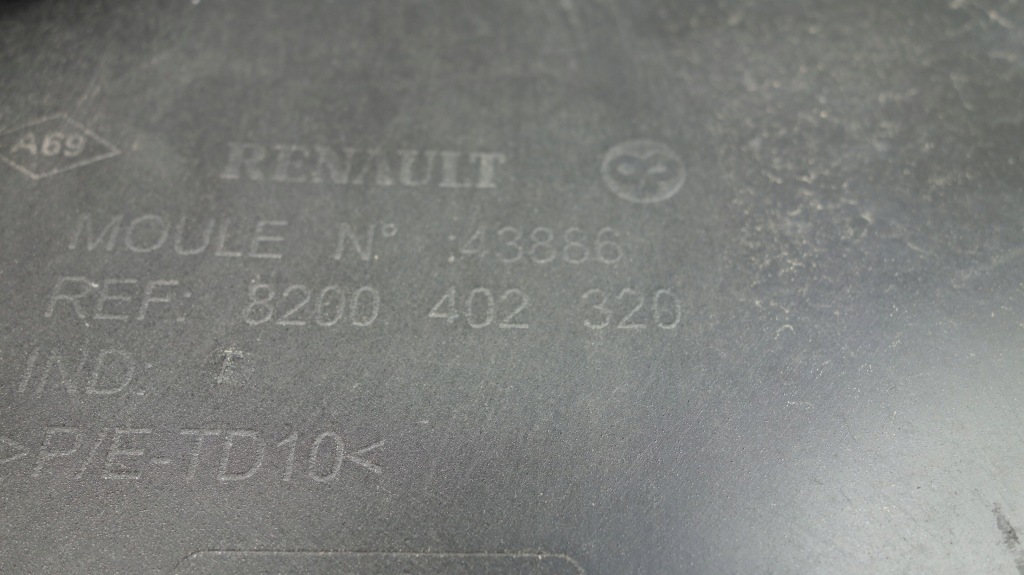 A69
RENAULT
MOULE N° :43886
REF: 8200 402 320
IND: F
>P/E-TD10<